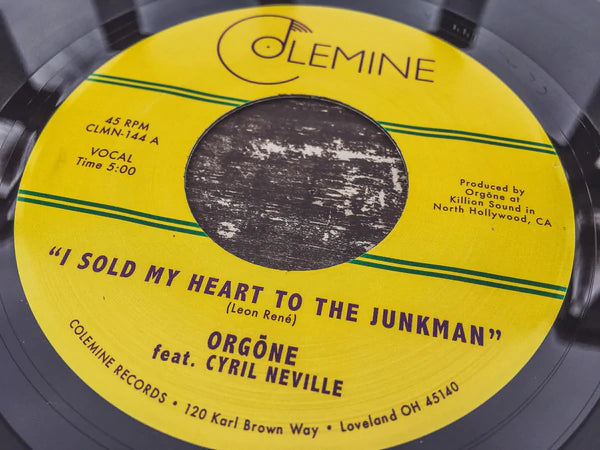 COLEMINE
45 RPM
CLMN-144 A
VOCAL
Time 5:00
Produced by
Orgōne at
Killion Sound in
North Hollywood, CA
"I SOLD MY HEART TO THE JUNKMAN"
(Leon René)
ORGŌNE
feat. CYRIL NEVILLE
COLEMINE RECORDS • 120 Karl Brown Way • Loveland OH 45140